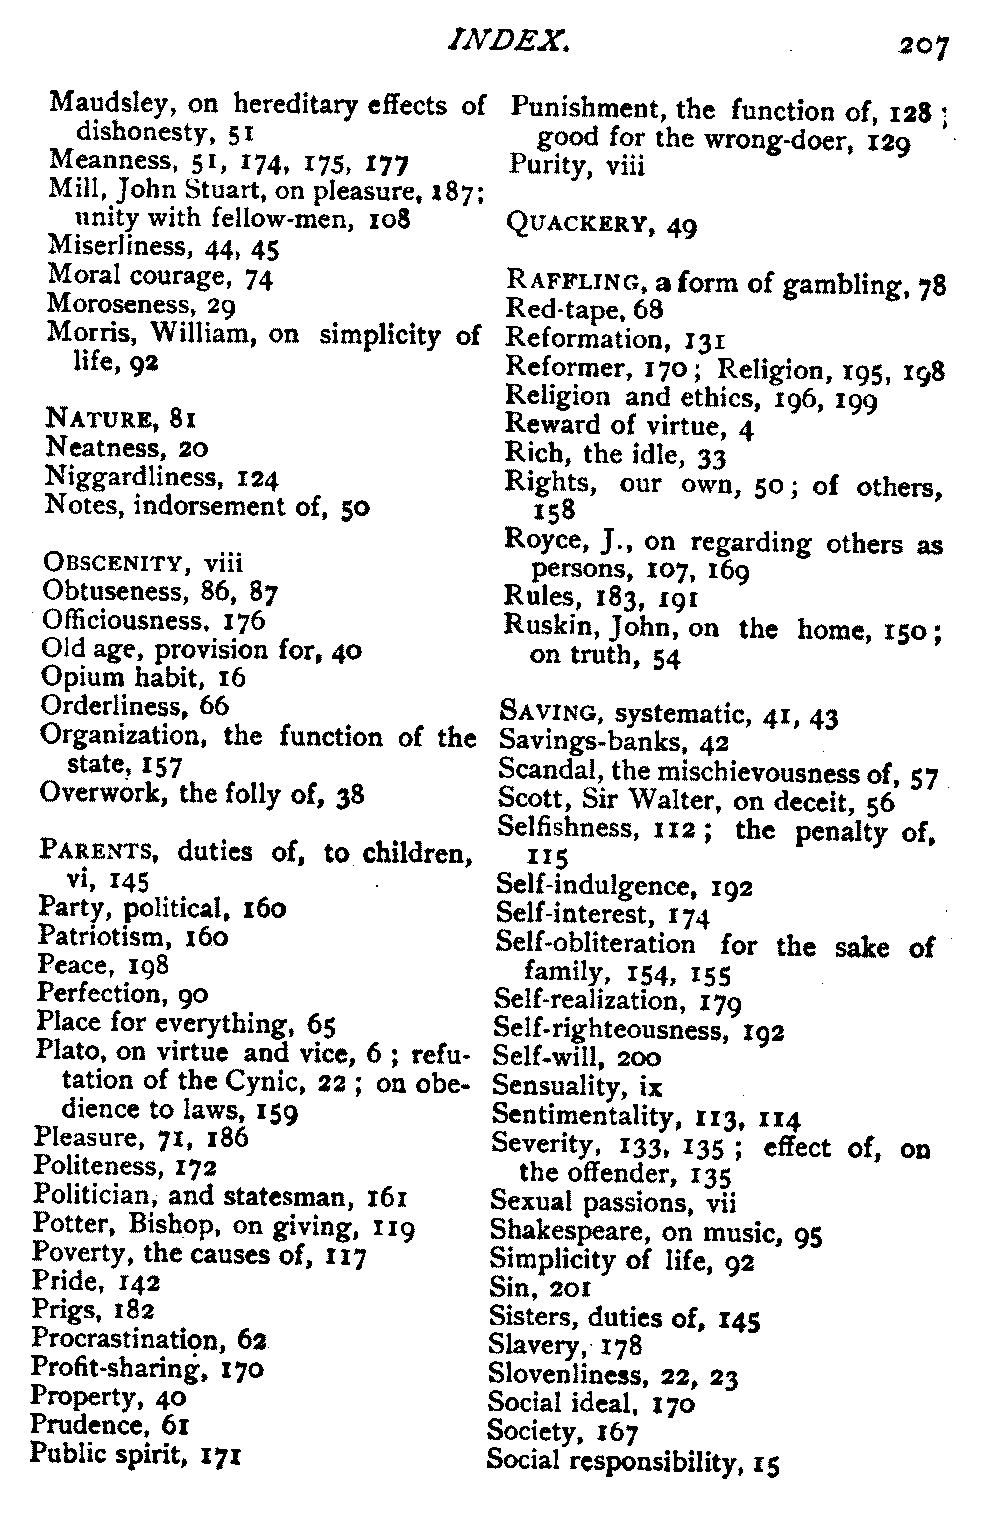 INDEX.
207
Maudsley, on hereditary effects of
dishonesty, 51
Meanness, 51, 174, 175, 177
Mill, John Stuart, on pleasure, 187;
unity with fellow-men, 108
Miserliness, 44, 45
Moral courage, 74
Moroseness, 29
Morris, William, on simplicity of
life, 92
NATURE, 81
Neatness, 20
Niggardliness, 124
Notes, indorsement of, 50
OBSCENITY, viii
Obtuseness, 86, 87
Officiousness, 176
Old age, provision for, 40
Opium habit, 16
Orderliness, 66
Organization, the function of the
state, 157
Overwork, the folly of, 38
PARENTS, duties of, to children,
vi, 145
Party, political, 160
Patriotism, 160
Peace, 198
Perfection, 90
Place for everything, 65
Plato, on virtue and vice, 6 ; refu-
tation of the Cynic, 22 ; on obe-
dience to laws, 159
Pleasure, 71, 186
Politeness, 172
Politician, and statesman, 161
Potter, Bishop, on giving, 119
Poverty, the causes of, 117
Pride, 142
Prigs, 182
Procrastination, 62
Profit-sharing, 170
Property, 40
Prudence, 61
Public spirit, 171
Punishment, the function of, 128 ;
good for the wrong-doer, 129
Purity, viii
QUACKERY, 49
RAFFLING, a form of gambling, 78
Red-tape, 68
Reformation, 131
Reformer, 170 ; Religion, 195, 198
Religion and ethics, 196, 199
Reward of virtue, 4
Rich, the idle, 33
Rights, our own, 50 ; of others,
158
Royce, J., on regarding others as
persons, 107, 169
Rules, 183, 191
Ruskin, John, on the home, 150 ;
on truth, 54
SAVING, systematic, 41, 43
Savings-banks, 42
Scandal, the mischievousness of, 57
Scott, Sir Walter, on deceit, 56
Selfishness, 112 ; the penalty of,
115
Self-indulgence, 192
Self-interest, 174
Self-obliteration for the sake of
family, 154, 155
Self-realization, 179
Self-righteousness, 192
Self-will, 200
Sensuality, ix
Sentimentality, 113, 114
Severity, 133, 135 ; effect of, on
the offender, 135
Sexual passions, vii
Shakespeare, on music, 95
Simplicity of life, 92
Sin, 201
Sisters, duties of, 145
Slavery, 178
Slovenliness, 22, 23
Social ideal, 170
Society, 167
Social responsibility, 15